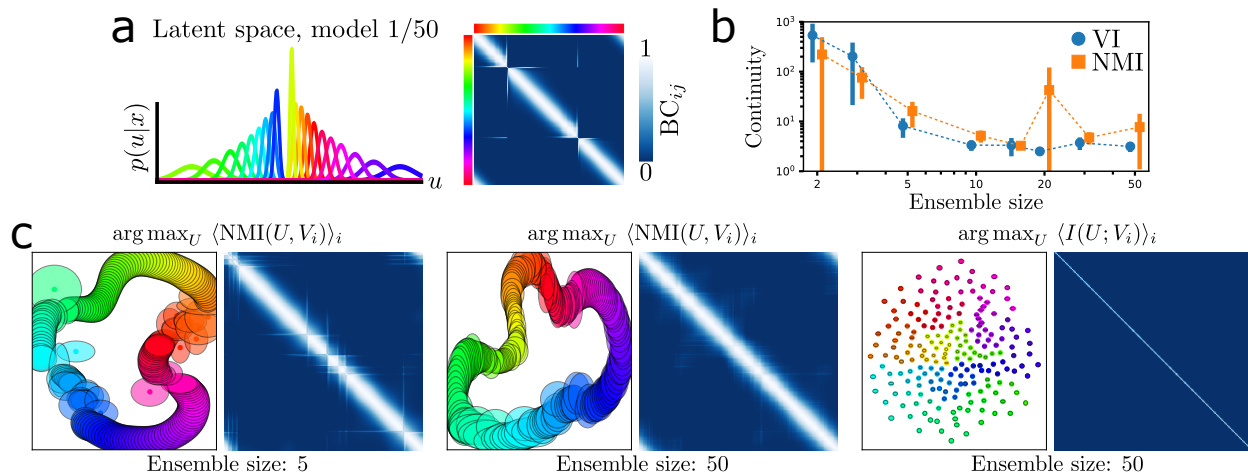 a
Latent space, model 1/50
p(u|x)
u
1
BC_{ij}
0
b
VI
NMI
Continuity
10^3
10^2
10^1
10^0
2 5 10 20 50
Ensemble size
c
arg max_U ⟨NMI(U, V_i)⟩_i
Ensemble size: 5
arg max_U ⟨NMI(U, V_i)⟩_i
Ensemble size: 50
arg max_U ⟨I(U; V_i)⟩_i
Ensemble size: 50